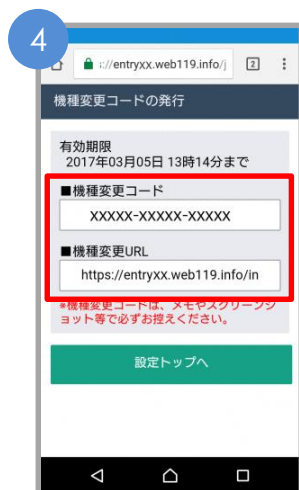 4
s://entryxx.web119.info/j
2
機種変更コードの発行
有効期限
2017年03月05日 13時14分まで
■機種変更コード
XXXXX-XXXXX-XXXXX
■機種変更URL
https://entryxx.web119.info/in
*機種変更コードは、メモやスクリーンシ
ョット等で必ずお控えください。
設定トップへ